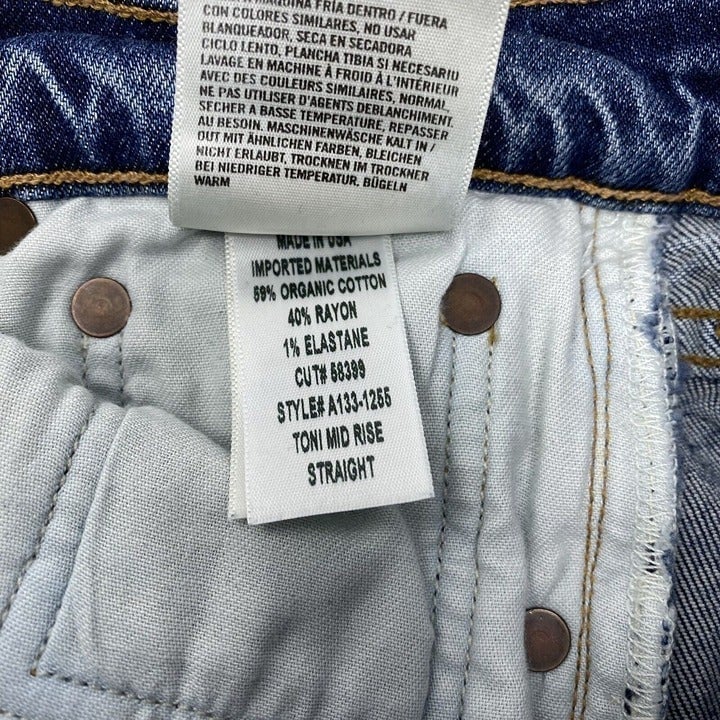 MÁQUINA FRÍA DENTRO / FUERA
CON COLORES SIMILARES, NO USAR
BLANQUEADOR, SECA EN SECADORA
CICLO LENTO, PLANCHA TIBIA SI NECESARIO
LAVAGE EN MACHINE À FROID À L'INTÉRIEUR
AVEC DES COULEURS SIMILAIRES, NORMAL,
NE PAS UTILISER D'AGENTS DEBLANCHIMENT,
SECHER A BASSE TEMPERATURE, REPASSER
AU BESOIN. MASCHINENWÄSCHE KALT IN /
OUT MIT ÄHNLICHEN FARBEN, BLEICHEN
NICHT ERLAUBT, TROCKNEN IM TROCKNER
BEI NIEDRIGER TEMPERATUR. BÜGELN
WARM
MADE IN USA
IMPORTED MATERIALS
59% ORGANIC COTTON
40% RAYON
1% ELASTANE
CUT# 58399
STYLE# A133-1255
TONI MID RISE
STRAIGHT